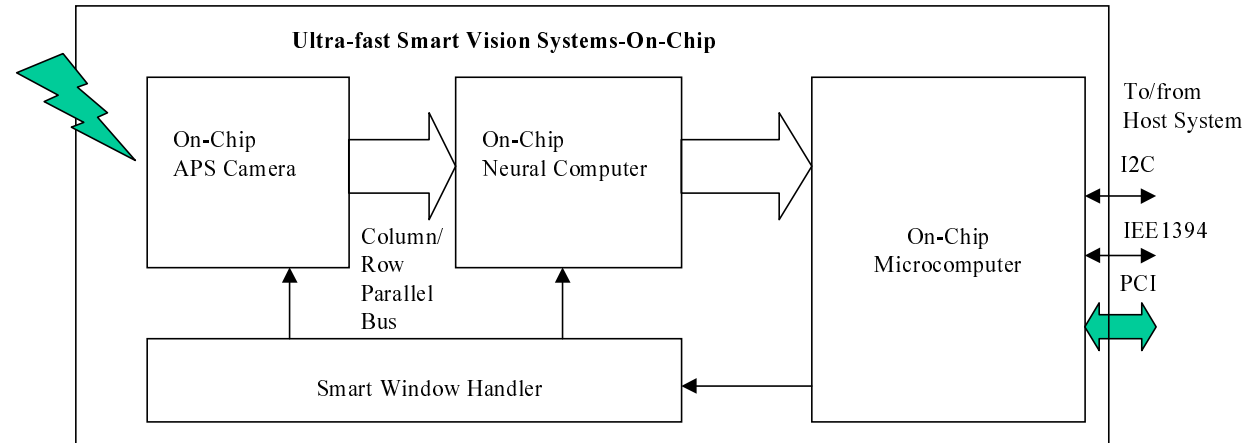 Ultra-fast Smart Vision Systems-On-Chip
On-Chip
APS Camera
Column/
Row
Parallel
Bus
On-Chip
Neural Computer
On-Chip
Microcomputer
Smart Window Handler
To/from
Host System
I2C
IEE1394
PCI